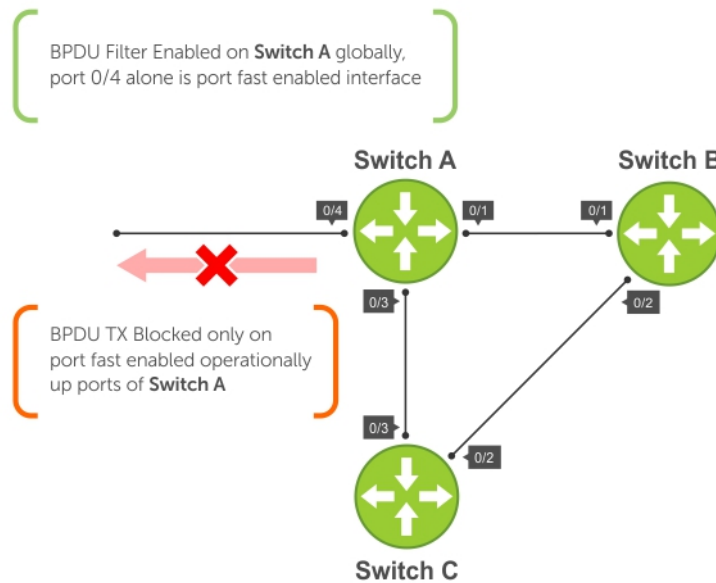 BPDU Filter Enabled on Switch A globally,
port 0/4 alone is port fast enabled interface
Switch A
Switch B
0/4
0/1
0/1
0/3
0/2
BPDU TX Blocked only on
port fast enabled operationally
up ports of Switch A
0/3
0/2
Switch C